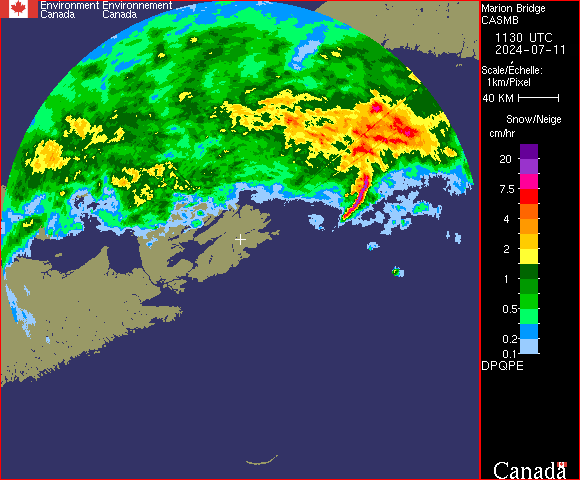 Environment Environnement
Canada Canada
Marion Bridge
CASMB
1130 UTC
2024-07-11
Scale/Échelle:
1km/Pixel
40 KM
Snow/Neige
cm/hr
20
7.5
4
2
1
0.5
0.2
0.1
DPQPE
Canada